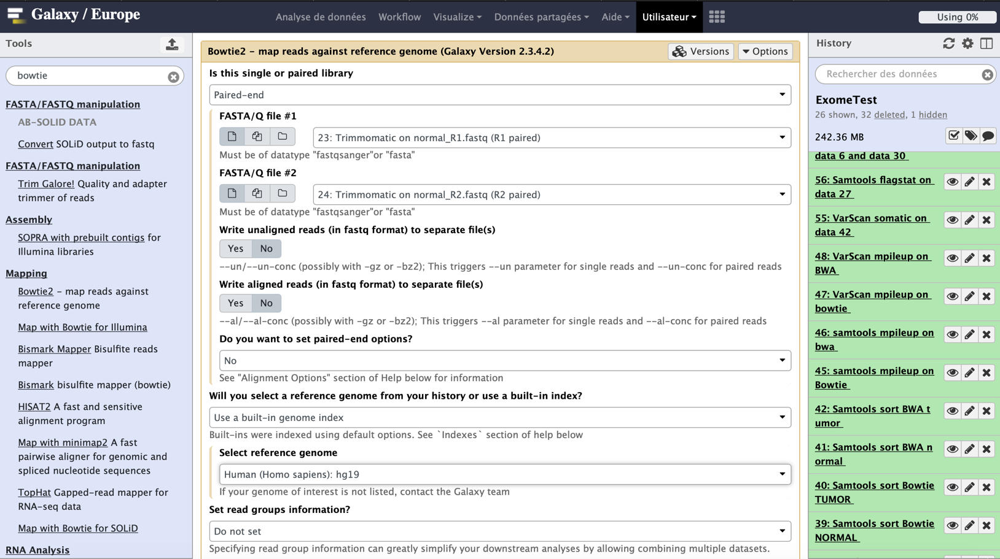 Galaxy / Europe
Analyse de données Workflow Visualize Données partagées Aide Utilisateur
Using 0%
Tools
bowtie
FASTA/FASTQ manipulation
AB-SOLID DATA
Convert SOLiD output to fastq
FASTA/FASTQ manipulation
Trim Galore! Quality and adapter
trimmer of reads
Assembly
SOPRA with prebuilt contigs for
Illumina libraries
Mapping
Bowtie2 - map reads against
reference genome
Map with Bowtie for Illumina
Bismark Mapper Bisulfite reads
mapper
Bismark bisulfite mapper (bowtie)
HISAT2 A fast and sensitive
alignment program
Map with minimap2 A fast
pairwise aligner for genomic and
spliced nucleotide sequences
TopHat Gapped-read mapper for
RNA-seq data
Map with Bowtie for SOLiD
RNA Analysis
Bowtie2 - map reads against reference genome (Galaxy Version 2.3.4.2)
Versions
Options
Is this single or paired library
Paired-end
FASTA/Q file #1
23: Trimmomatic on normal_R1.fastq (R1 paired)
Must be of datatype "fastqsanger"or "fasta"
FASTA/Q file #2
24: Trimmomatic on normal_R2.fastq (R2 paired)
Must be of datatype "fastqsanger"or "fasta"
Write unaligned reads (in fastq format) to separate file(s)
Yes No
--un/--un-conc (possibly with -gz or -bz2); This triggers --un parameter for single reads and --un-conc for paired reads
Write aligned reads (in fastq format) to separate file(s)
Yes No
--al/--al-conc (possibly with -gz or -bz2); This triggers --al parameter for single reads and --al-conc for paired reads
Do you want to set paired-end options?
No
See "Alignment Options" section of Help below for information
Will you select a reference genome from your history or use a built-in index?
Use a built-in genome index
Built-ins were indexed using default options. See `Indexes` section of help below
Select reference genome
Human (Homo sapiens): hg19
If your genome of interest is not listed, contact the Galaxy team
Set read groups information?
Do not set
Specifying read group information can greatly simplify your downstream analyses by allowing combining multiple datasets.
History
Rechercher des données
ExomeTest
26 shown, 32 deleted, 1 hidden
242.36 MB
data 6 and data 30
56: Samtools flagstat on
data 27
55: VarScan somatic on
data 42
48: VarScan mpileup on
BWA
47: VarScan mpileup on
bowtie
46: samtools mpileup on
bwa
45: samtools mpileup on
Bowtie
42: Samtools sort BWA t
umor
41: Samtools sort BWA n
ormal
40: Samtools sort Bowtie
TUMOR
39: Samtools sort Bowtie
NORMAL